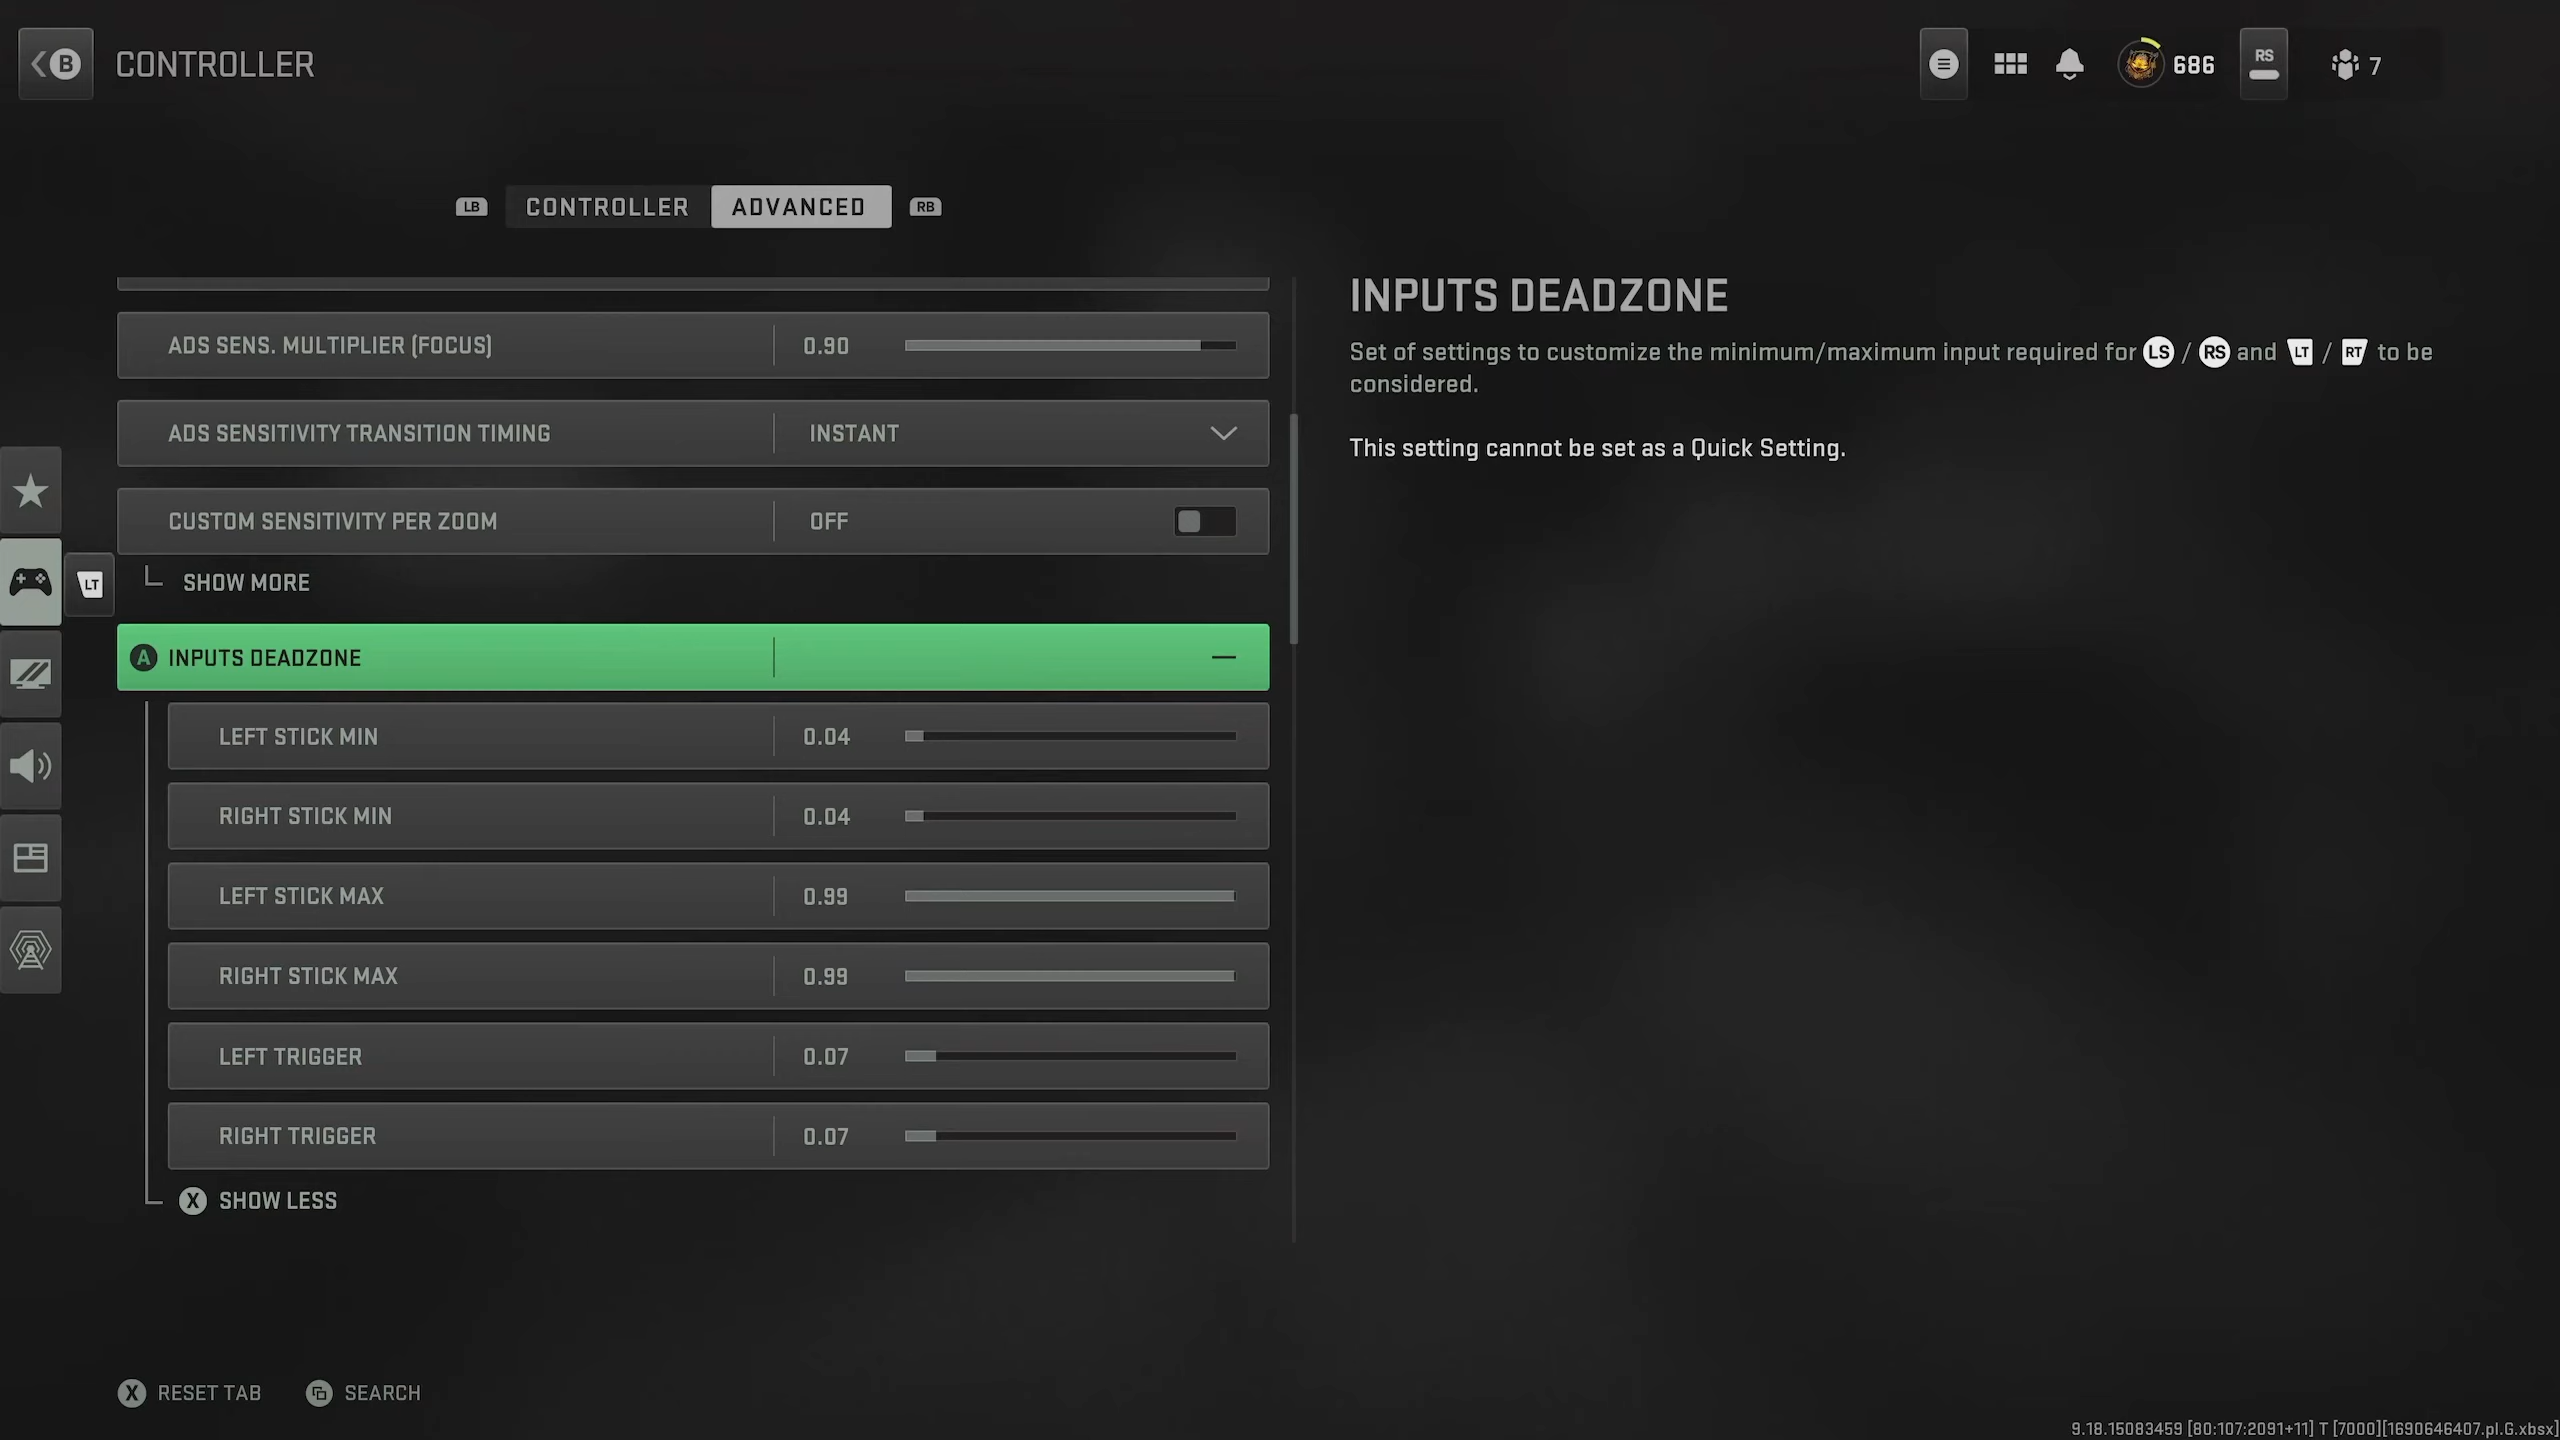 B CONTROLLER
686
RS
7
LB CONTROLLER ADVANCED RB
ADS SENS. MULTIPLIER (FOCUS) 0.90
ADS SENSITIVITY TRANSITION TIMING INSTANT
CUSTOM SENSITIVITY PER ZOOM OFF
LT
SHOW MORE
A INPUTS DEADZONE
LEFT STICK MIN 0.04
RIGHT STICK MIN 0.04
LEFT STICK MAX 0.99
RIGHT STICK MAX 0.99
LEFT TRIGGER 0.07
RIGHT TRIGGER 0.07
X SHOW LESS
INPUTS DEADZONE
Set of settings to customize the minimum/maximum input required for LS / RS and LT / RT to be
considered.
This setting cannot be set as a Quick Setting.
X RESET TAB SEARCH
9.18.15083459 [80:107:2091+11] T [7000][1690646407.pl.G.xbsx]